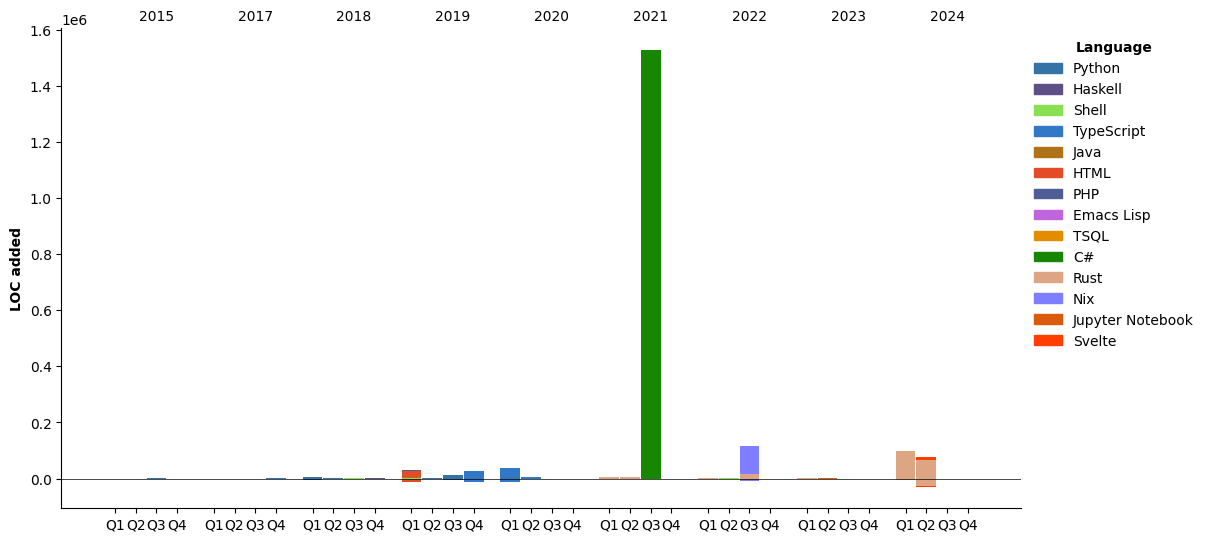 1e6
2015 2017 2018 2019 2020 2021 2022 2023 2024
1.6
1.4
1.2
1.0
0.8
0.6
0.4
0.2
0.0
LOC added
Q1 Q2 Q3 Q4 Q1 Q2 Q3 Q4 Q1 Q2 Q3 Q4 Q1 Q2 Q3 Q4 Q1 Q2 Q3 Q4 Q1 Q2 Q3 Q4 Q1 Q2 Q3 Q4 Q1 Q2 Q3 Q4 Q1 Q2 Q3 Q4
Language
Python
Haskell
Shell
TypeScript
Java
HTML
PHP
Emacs Lisp
TSQL
C#
Rust
Nix
Jupyter Notebook
Svelte